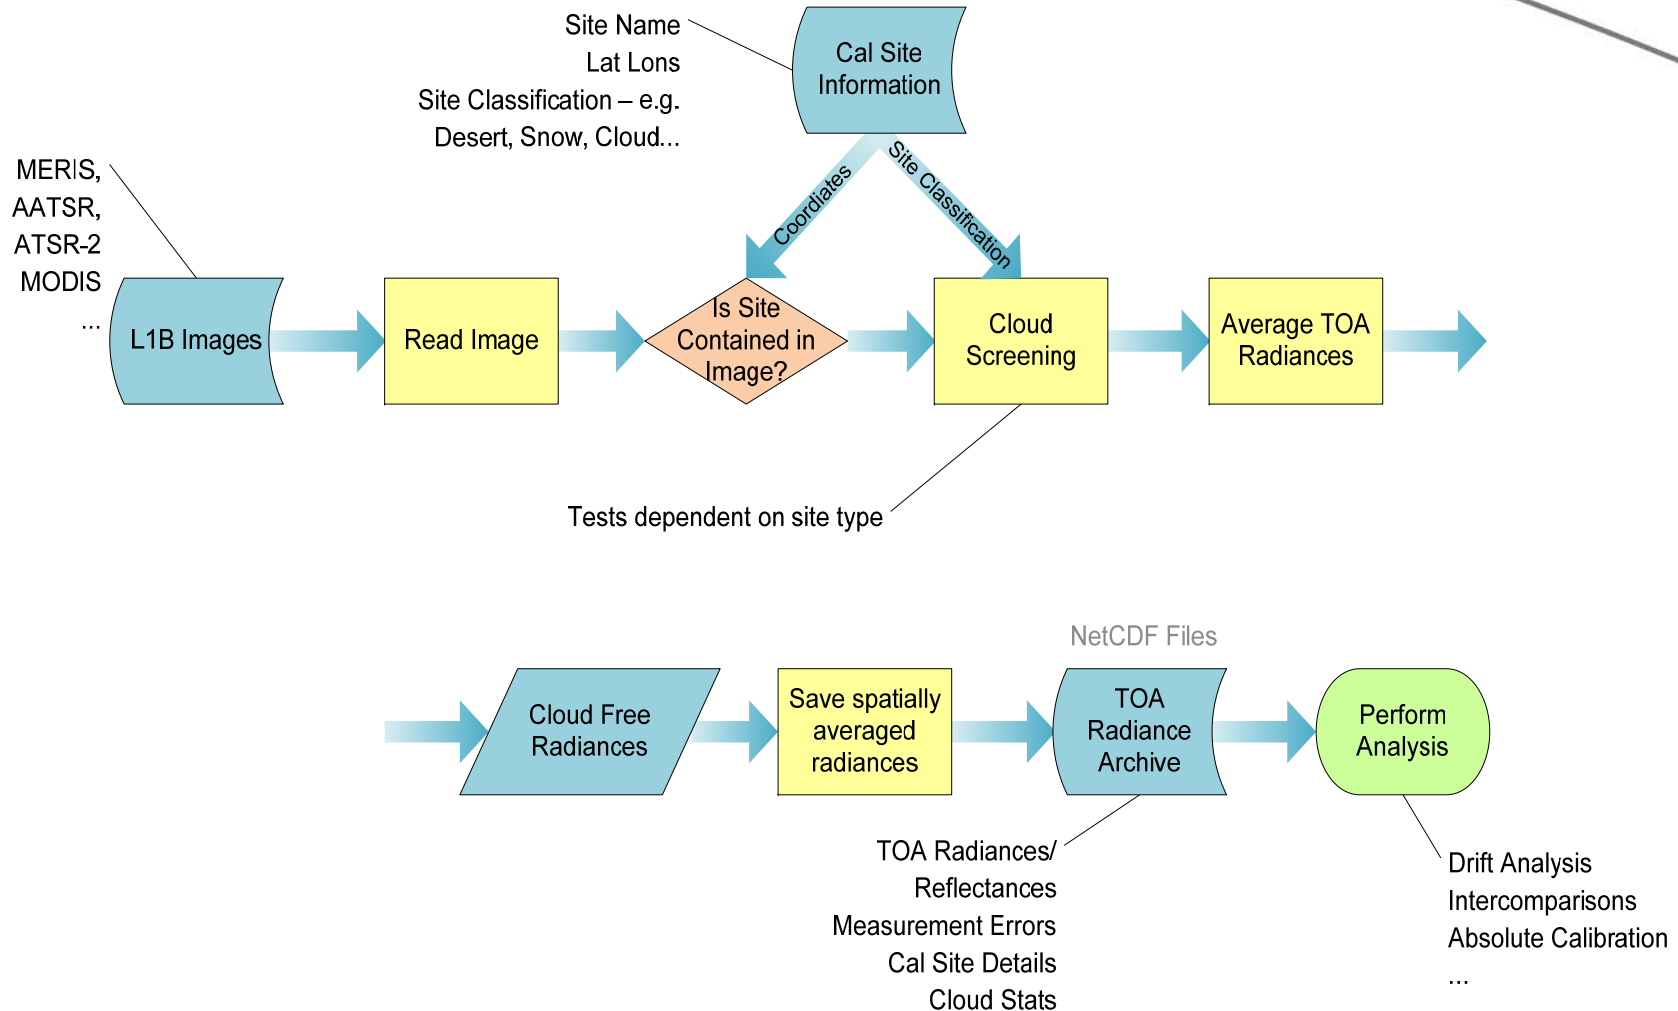 Site Name
Lat Lons
Site Classification – e.g.
Desert, Snow, Cloud...
Cal Site
Information
MERIS,
AATSR,
ATSR-2
MODIS
...
Coordiates
Site Classification
L1B Images
Read Image
Is Site
Contained in
Image?
Cloud
Screening
Average TOA
Radiances
Tests dependent on site type
NetCDF Files
Cloud Free
Radiances
Save spatially
averaged
radiances
TOA
Radiance
Archive
Perform
Analysis
TOA Radiances/
Reflectances
Measurement Errors
Cal Site Details
Cloud Stats
Drift Analysis
Intercomparisons
Absolute Calibration
...